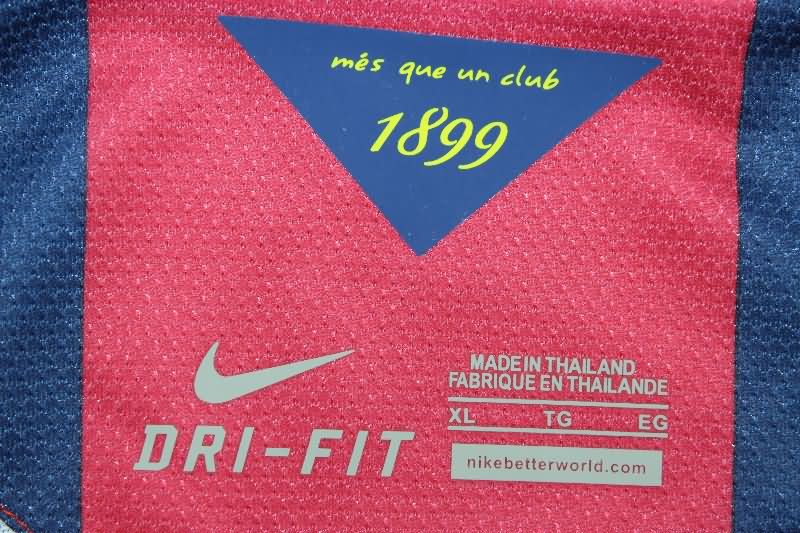 més que un club
1899
DRI-FIT
MADE IN THAILAND
FABRIQUE EN THAILANDE
XL TG EG
nikebetterworld.com